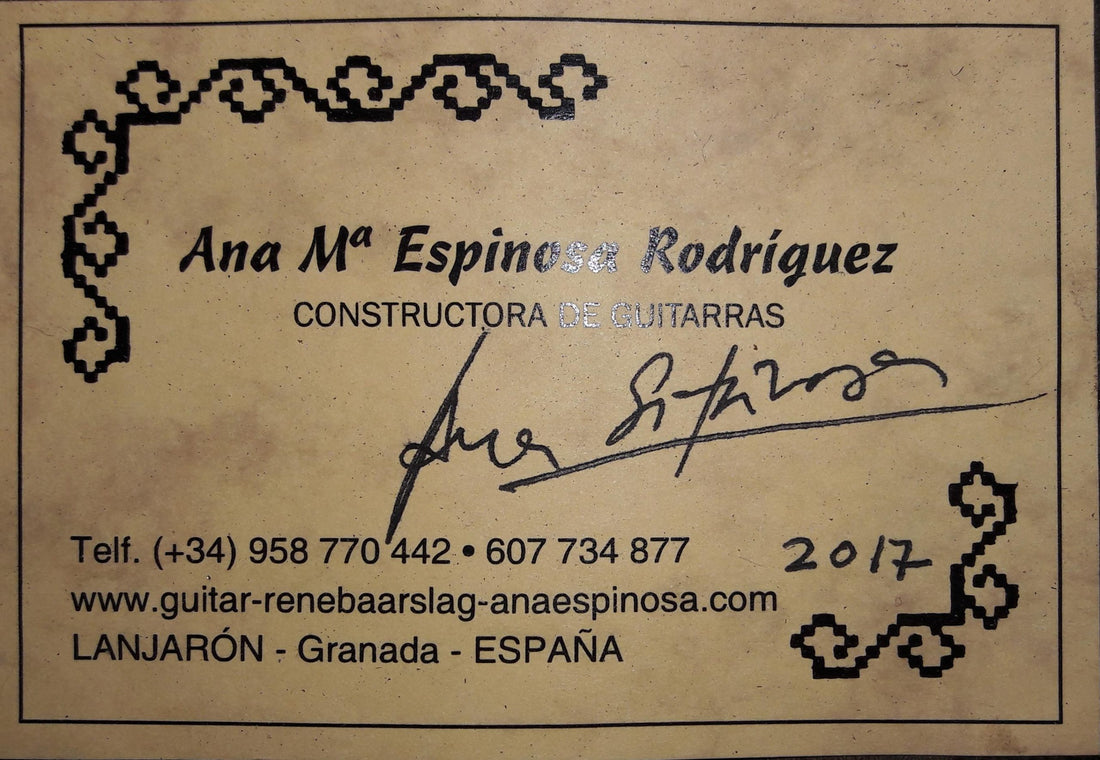 Ana Mª Espinosa Rodríguez
CONSTRUCTORA DE GUITARRAS
Ana Espinosa
Telf. (+34) 958 770 442 • 607 734 877
2017
www.guitar-renebaarslag-anaespinosa.com
LANJARÓN - Granada - ESPAÑA